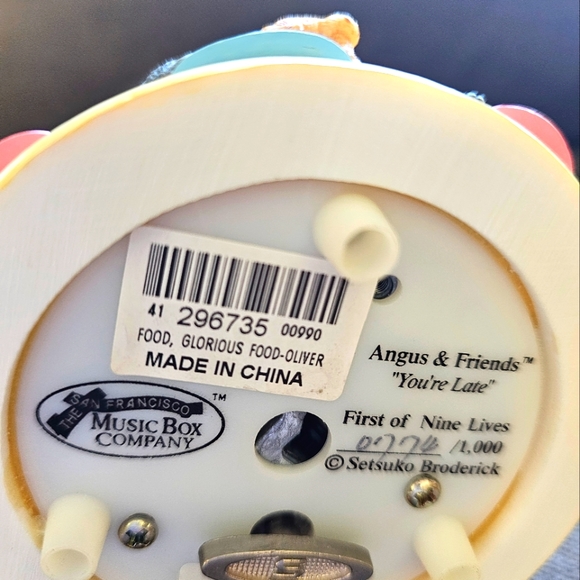 41 296735 00990
FOOD, GLORIOUS FOOD-OLIVER
MADE IN CHINA
Angus & Friends™
"You're Late"
First of Nine Lives
/1,000
© Setsuko Broderick
THE SAN FRANCISCO
MUSIC BOX
COMPANY ™
S